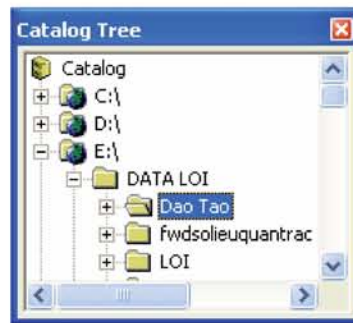 Catalog Tree
Catalog
C:\
D:\
E:\
DATA LOI
Dao Tao
fwdsolieuquantrac
LOI